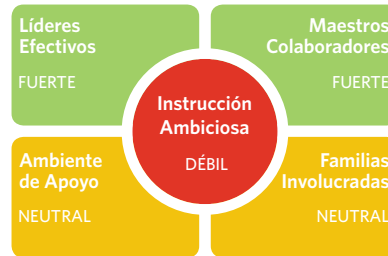 Líderes
Efectivos
FUERTE
Maestros
Colaboradores
FUERTE
Instrucción
Ambiciosa
DÉBIL
Ambiente
de Apoyo
NEUTRAL
Familias
Involucradas
NEUTRAL